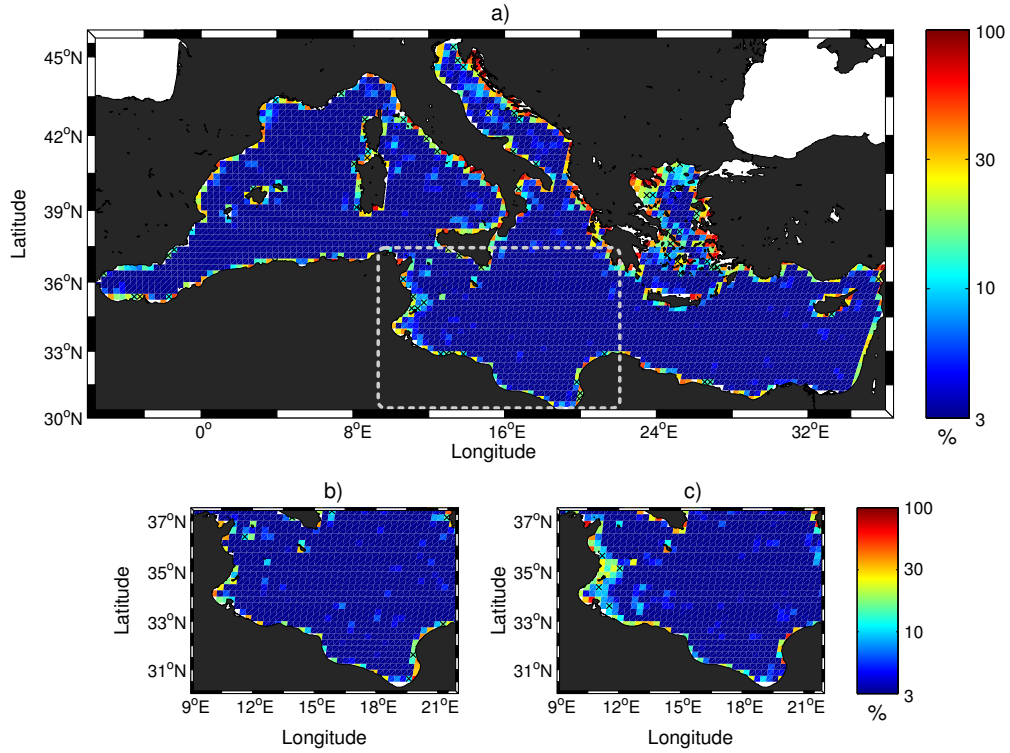 a)
45°N
42°N
39°N
36°N
33°N
30°N
Latitude
0°
8°E
16°E
24°E
32°E
Longitude
100
30
10
3
%
b)
37°N
35°N
33°N
31°N
Latitude
9°E
12°E
15°E
18°E
21°E
Longitude
c)
37°N
35°N
33°N
31°N
Latitude
9°E
12°E
15°E
18°E
21°E
Longitude
100
30
10
3
%